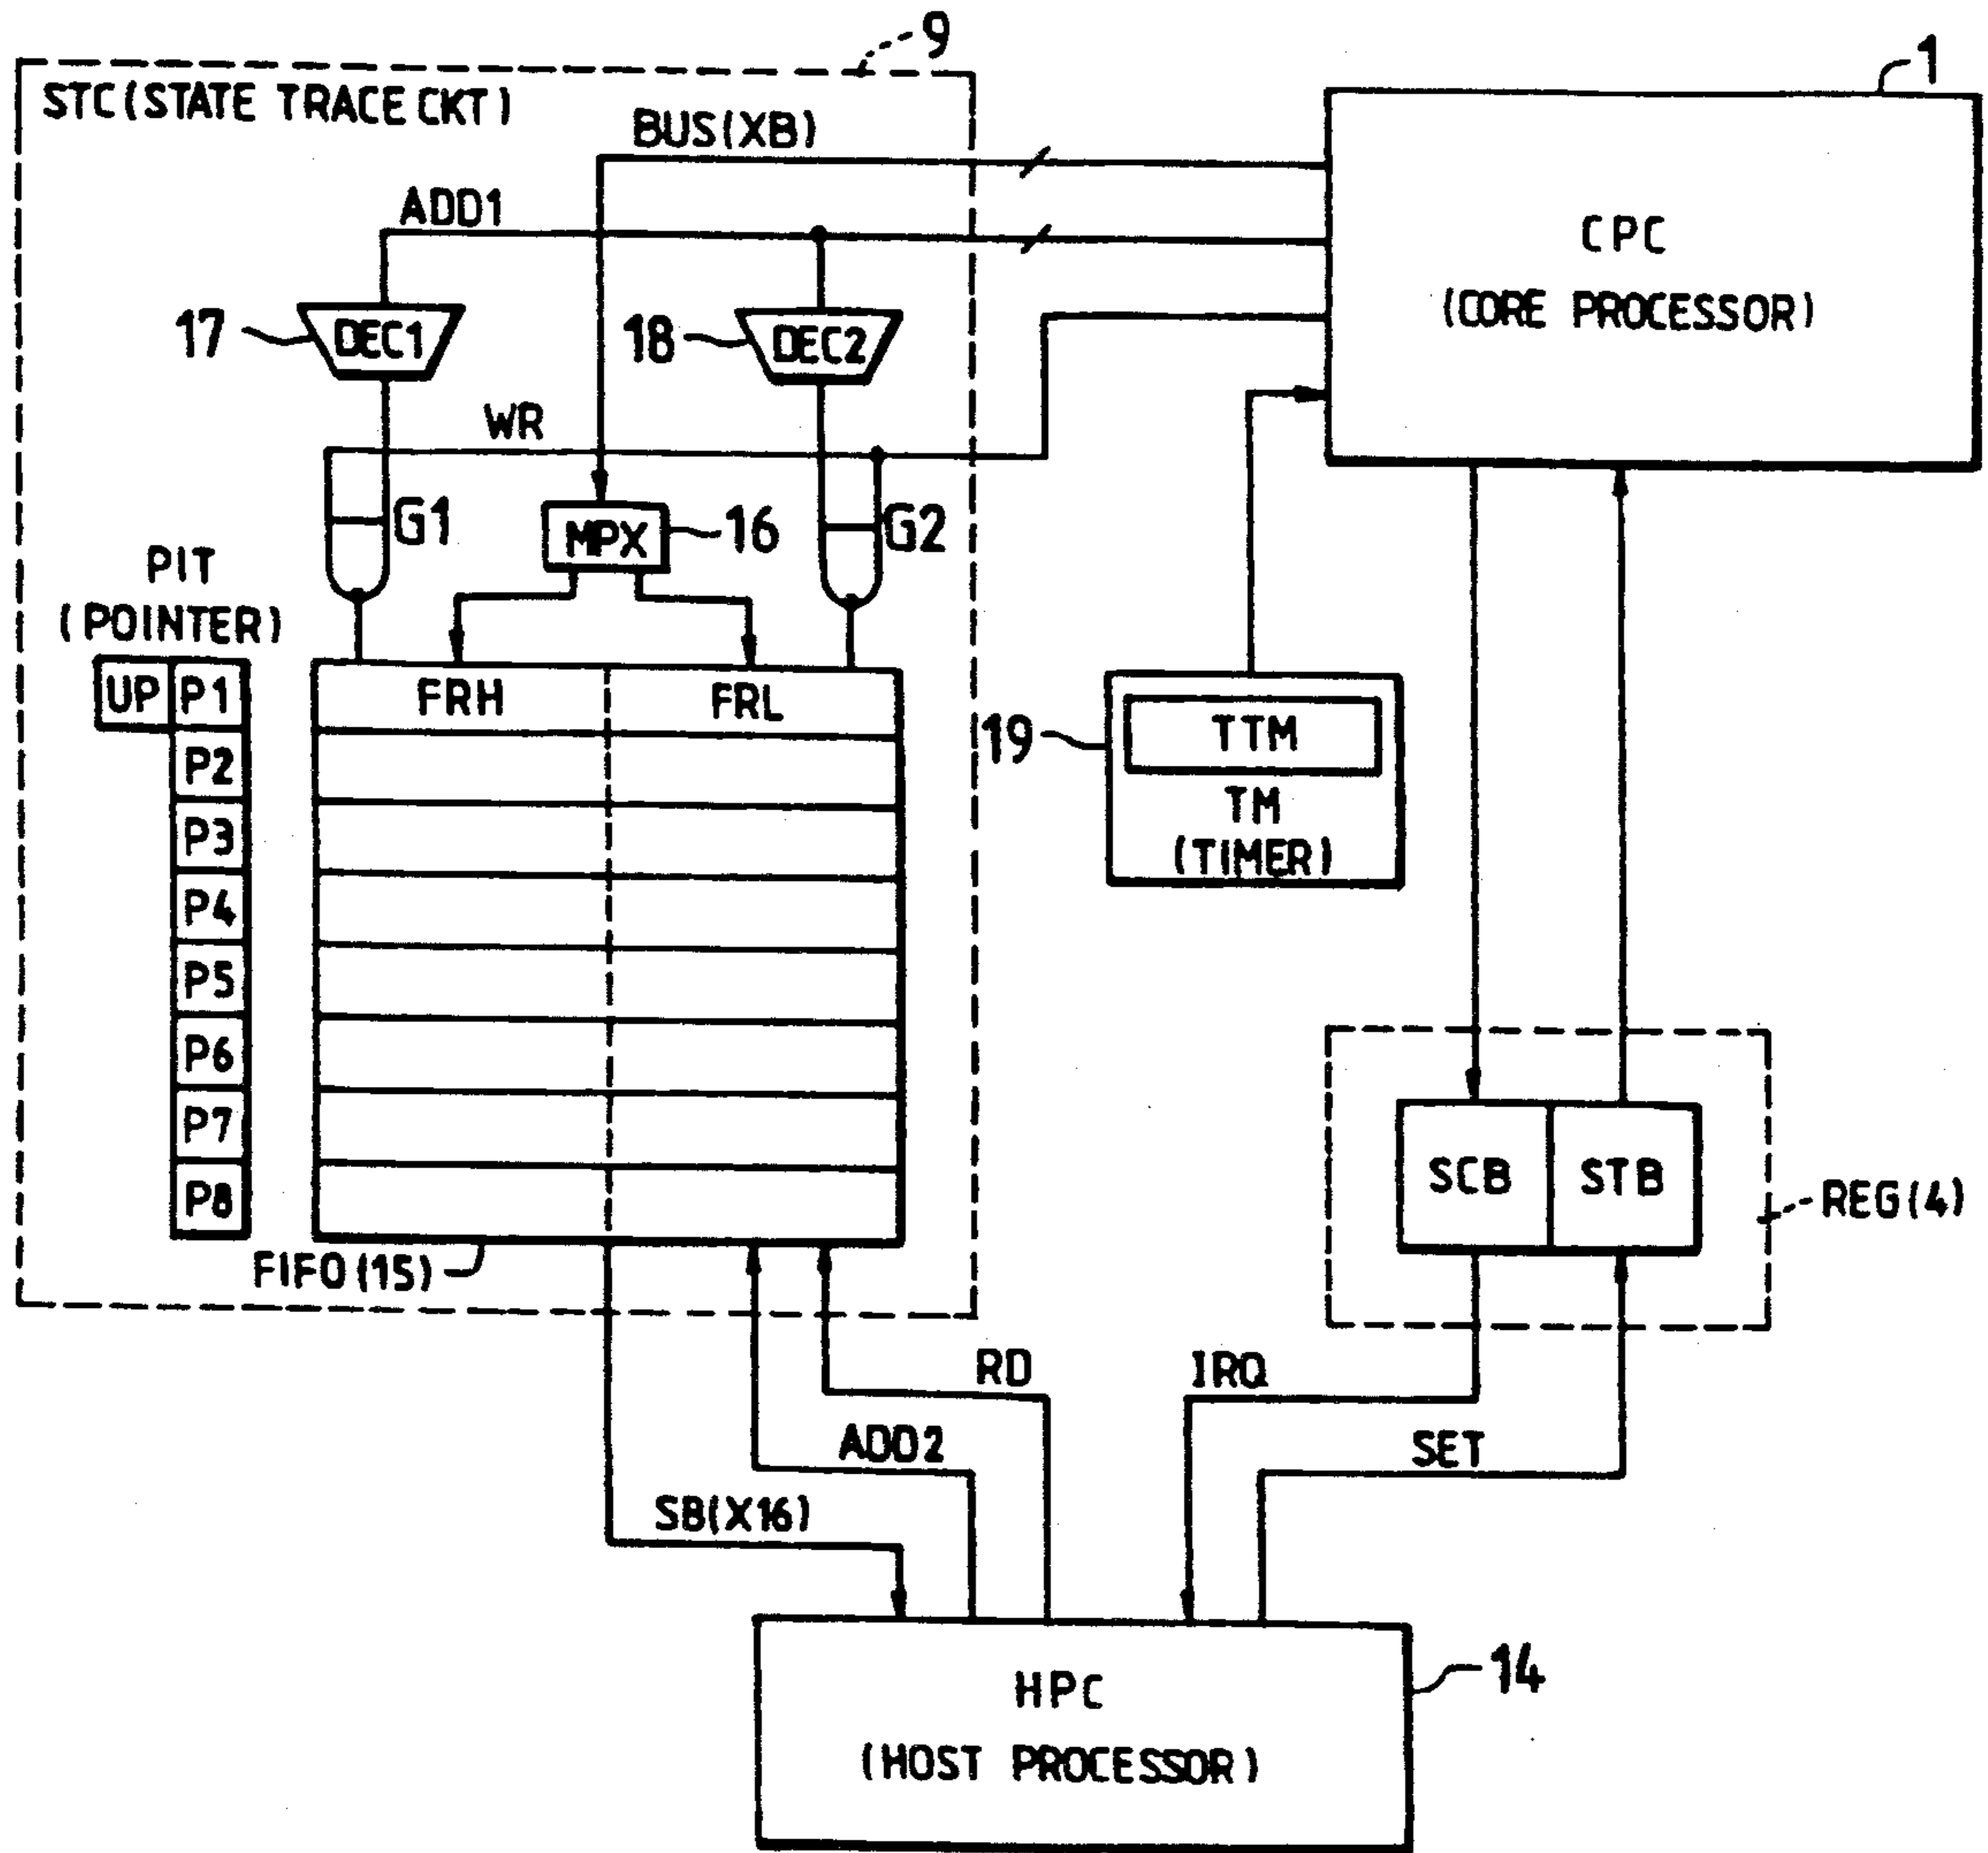 9
1
STC(STATE TRACE CKT)
BUS(XB)
ADD1
CPC
(CORE PROCESSOR)
17
DEC1
18
DEC2
WR
G1
MPX
16
G2
PIT
(POINTER)
UP
P1
FRH
FRL
P2
P3
P4
P5
P6
P7
P8
19
TTM
TM
(TIMER)
SCB
STB
REG(4)
FIFO(15)
RD
IRQ
ADD2
SET
SB(X16)
HPC
(HOST PROCESSOR)
14